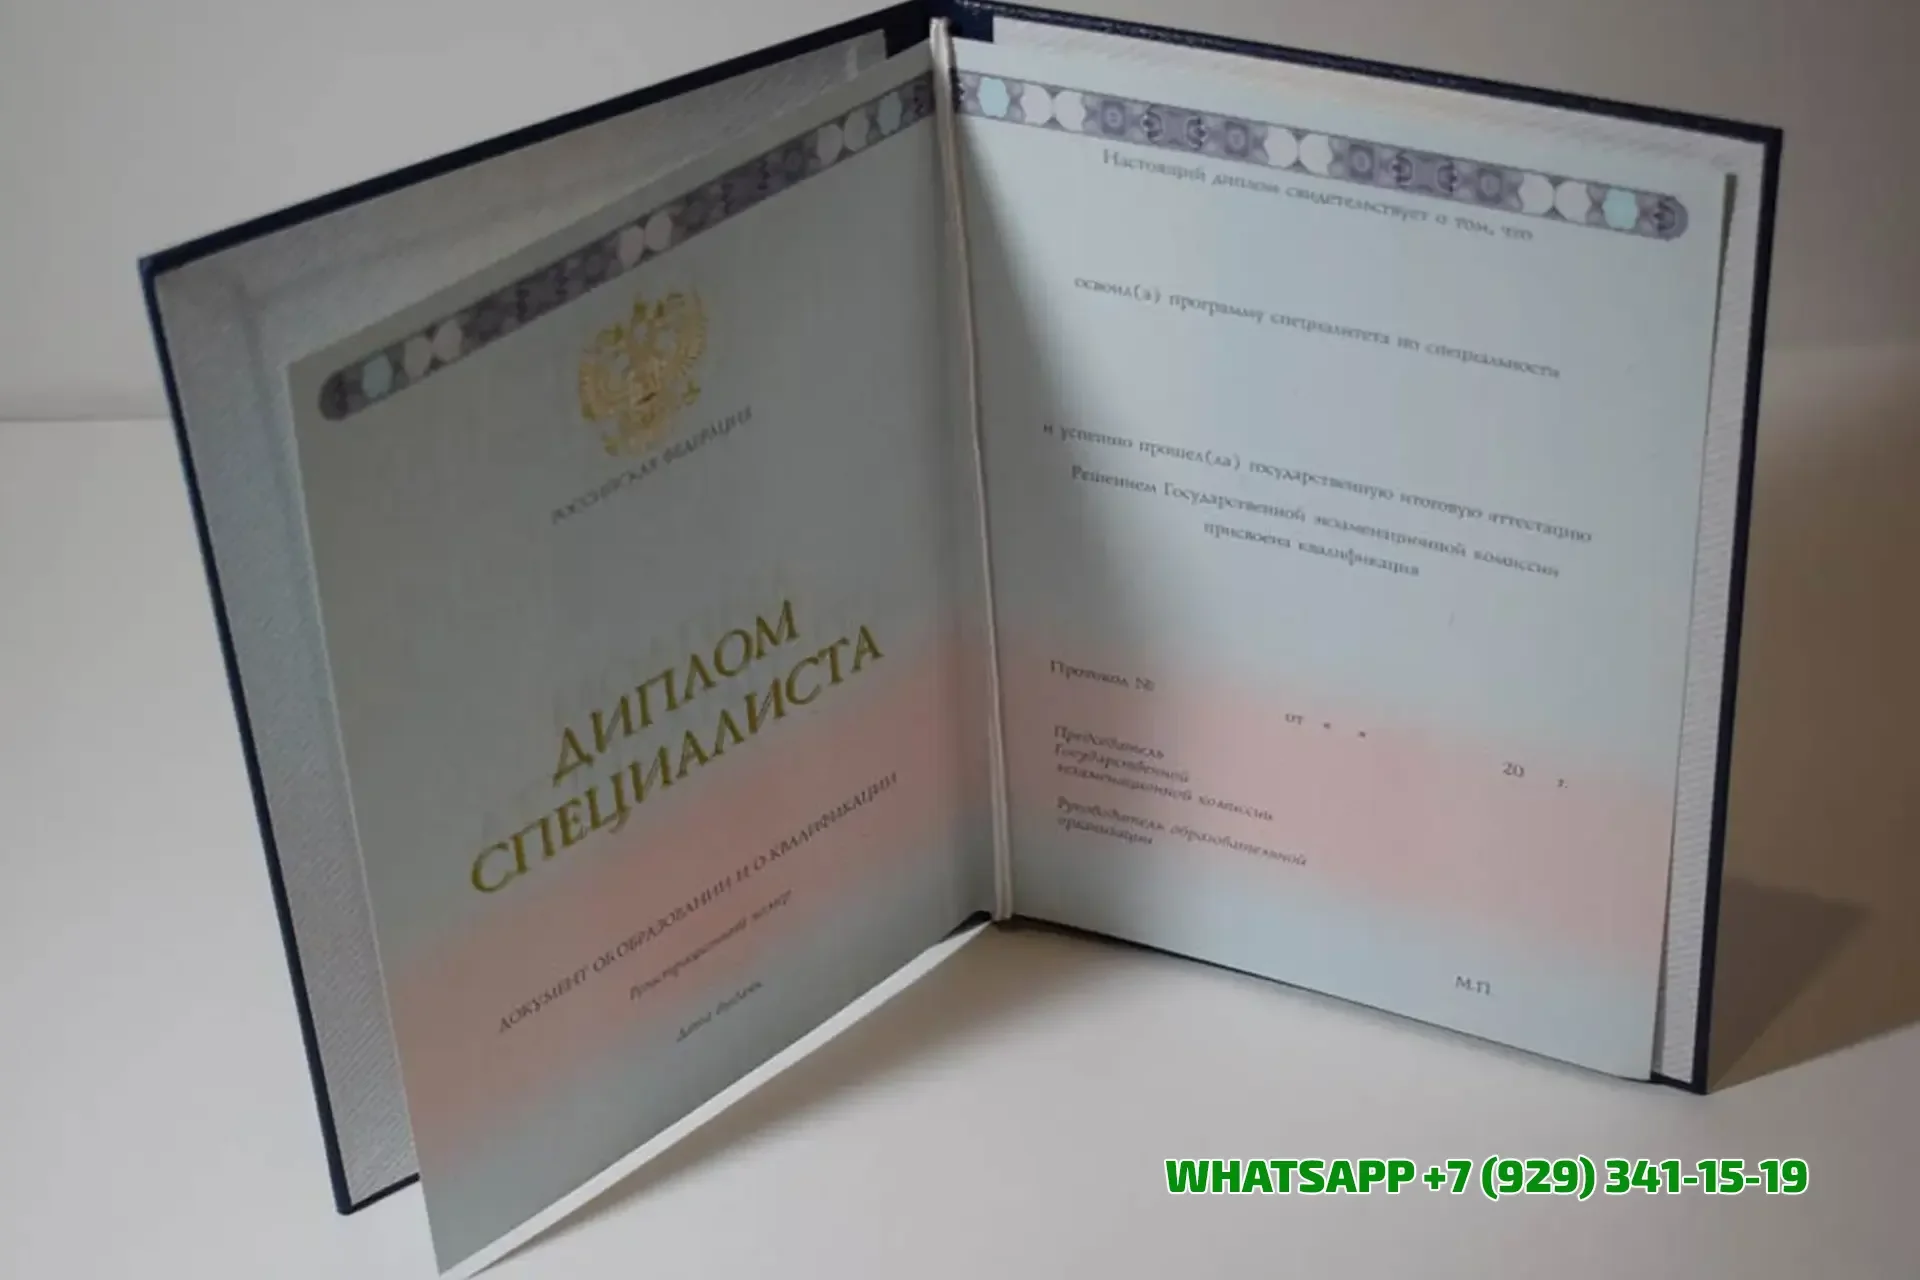 РОССИЙСКАЯ ФЕДЕРАЦИЯ
ДИПЛОМ
СПЕЦИАЛИСТА
ДОКУМЕНТ ОБ ОБРАЗОВАНИИ И О КВАЛИФИКАЦИИ
Регистрационный номер
Дата выдачи
Настоящий диплом свидетельствует о том, что
освоил(а) программу специалитета по специальности
и успешно прошел(ла) государственную итоговую аттестацию
Решением Государственной экзаменационной комиссии
присвоена квалификация
Протокол №
от « »
20 г.
Председатель
Государственной
экзаменационной комиссии
Руководитель образовательной
организации
М.П.
WHATSAPP +7 (929) 341-15-19